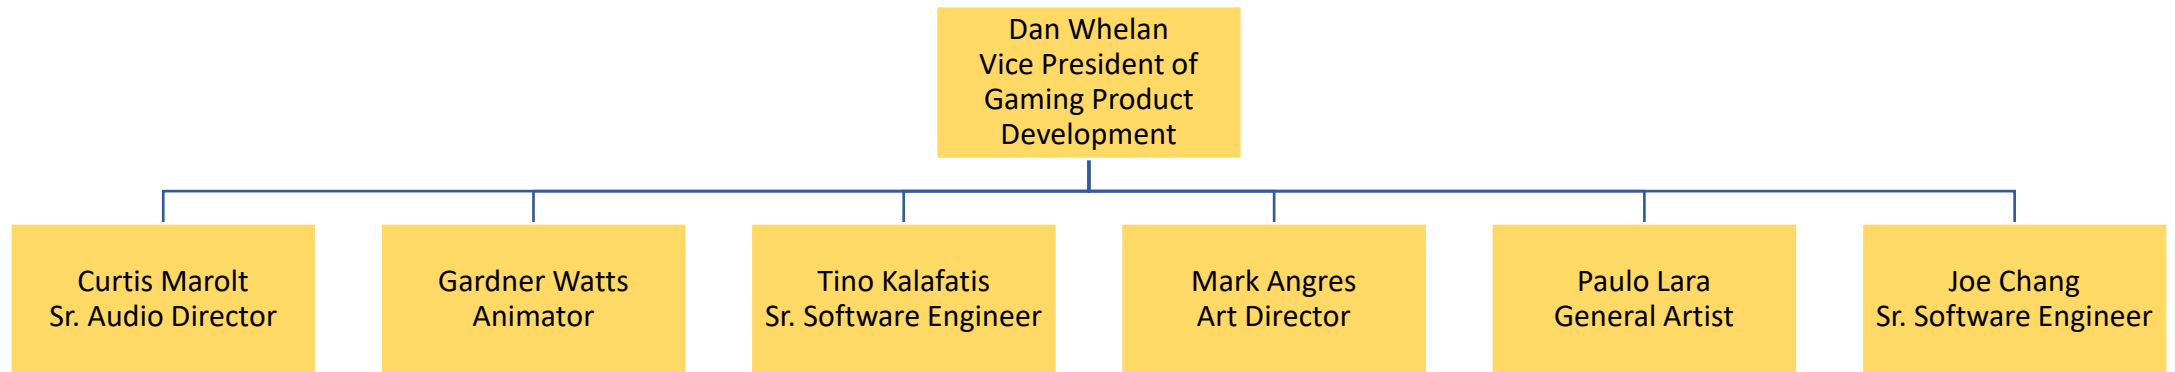 Dan Whelan
Vice President of
Gaming Product
Development
Curtis Marolt
Sr. Audio Director
Gardner Watts
Animator
Tino Kalafatis
Sr. Software Engineer
Mark Angres
Art Director
Paulo Lara
General Artist
Joe Chang
Sr. Software Engineer